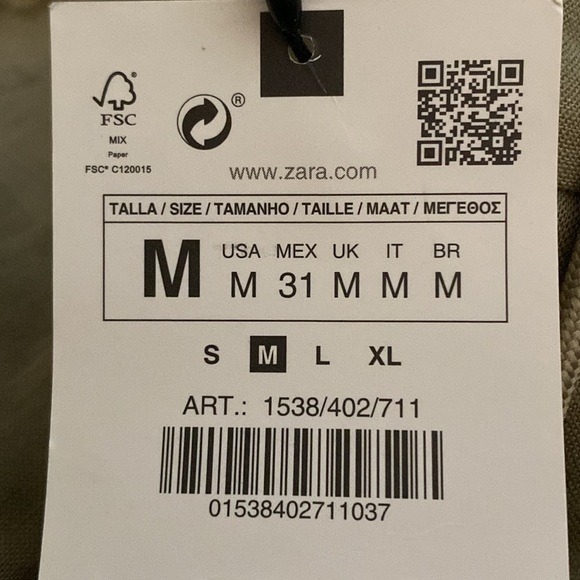 FSC®
MIX
Paper
FSC® C120015
®
www.zara.com
TALLA / SIZE / TAMANHO / TAILLE / MAAT / ΜΕΓΕΘΟΣ
M
USA MEX UK IT BR
M 31 M M M
S M L XL
ART.: 1538/402/711
01538402711037